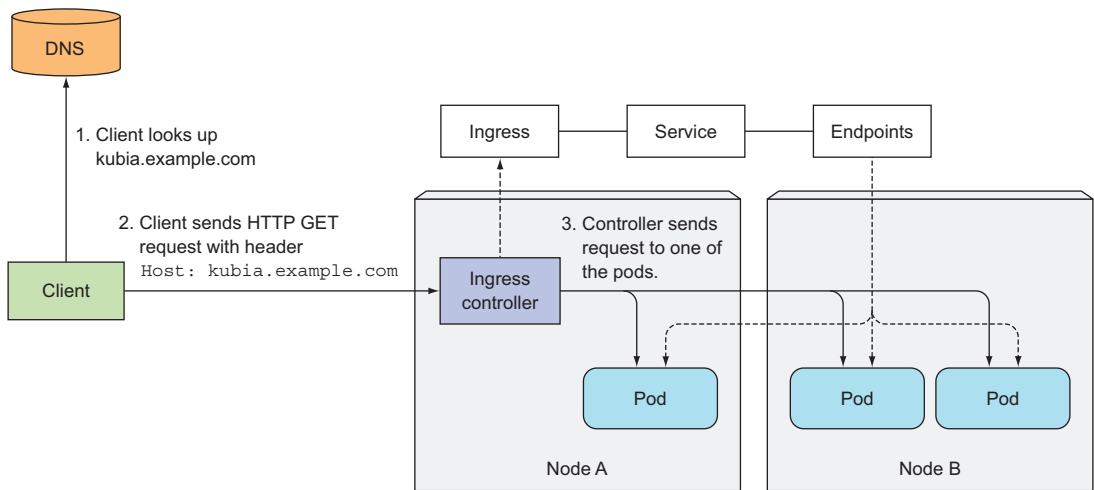 DNS
1. Client looks up
kubia.example.com
Ingress
Service
Endpoints
2. Client sends HTTP GET
request with header
Host: kubia.example.com
3. Controller sends
request to one of
the pods.
Client
Ingress
controller
Pod
Pod
Pod
Node A
Node B